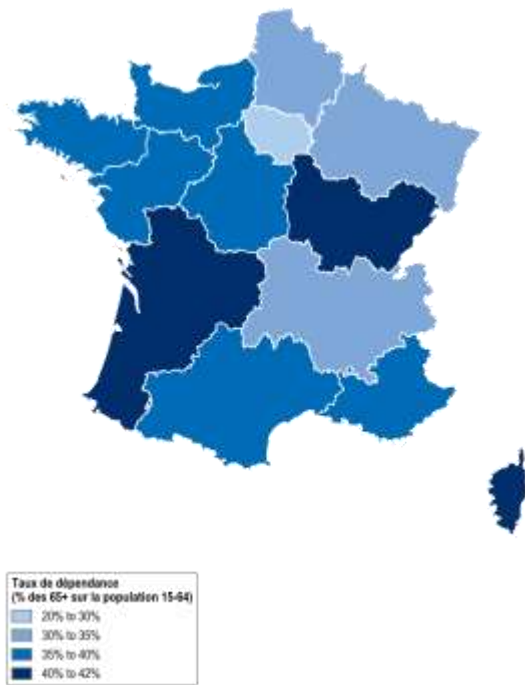 Taux de dépendance
(% des 65+ sur la population 15-64)
20% to 30%
30% to 35%
35% to 40%
40% to 42%